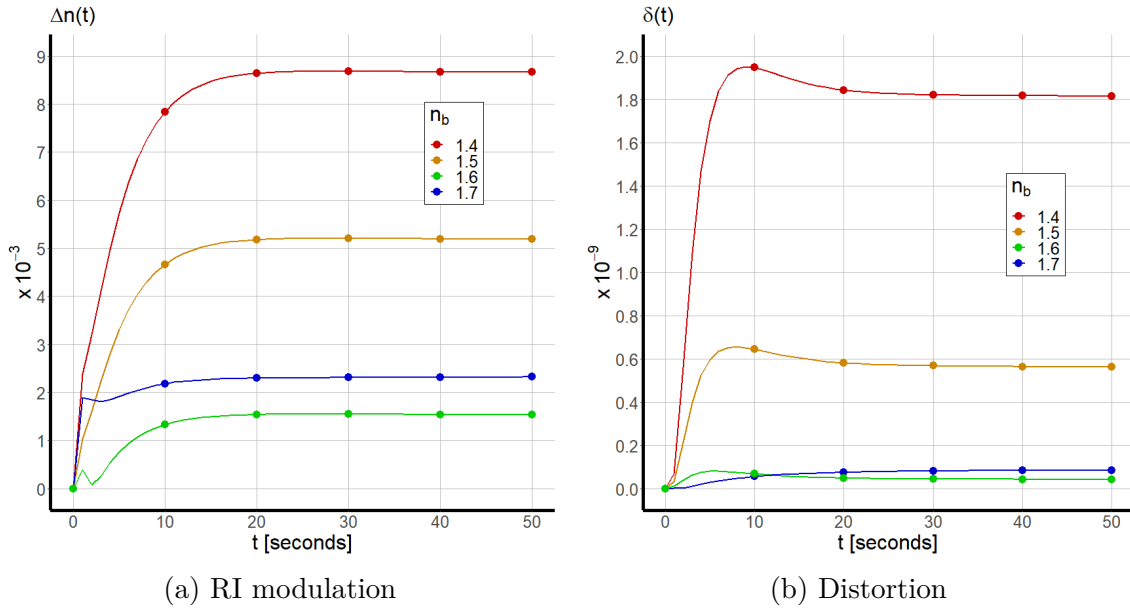 Δn(t)
9
8
7
6
5
4
3
2
1
0
x 10⁻³
n_b
1.4
1.5
1.6
1.7
0 10 20 30 40 50
t [seconds]
(a) RI modulation
δ(t)
2.0
1.8
1.6
1.4
1.2
1.0
0.8
0.6
0.4
0.2
0.0
x 10⁻⁹
n_b
1.4
1.5
1.6
1.7
0 10 20 30 40 50
t [seconds]
(b) Distortion